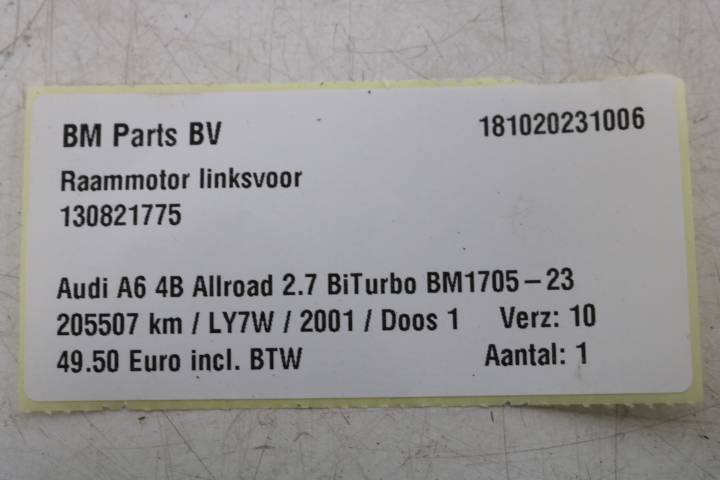 BM Parts BV 181020231006
Raammotor linksvoor
130821775
Audi A6 4B Allroad 2.7 BiTurbo BM1705-23
205507 km / LY7W / 2001 / Doos 1 Verz: 10
49.50 Euro incl. BTW Aantal: 1